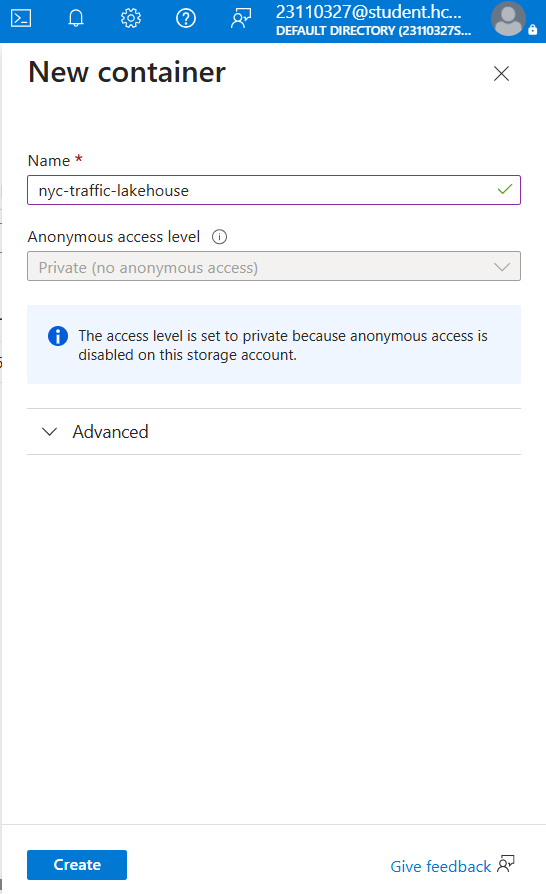 23110327@student.hc...
DEFAULT DIRECTORY (23110327S...
New container
Name *
nyc-traffic-lakehouse
Anonymous access level
Private (no anonymous access)
The access level is set to private because anonymous access is
disabled on this storage account.
Advanced
Create
Give feedback